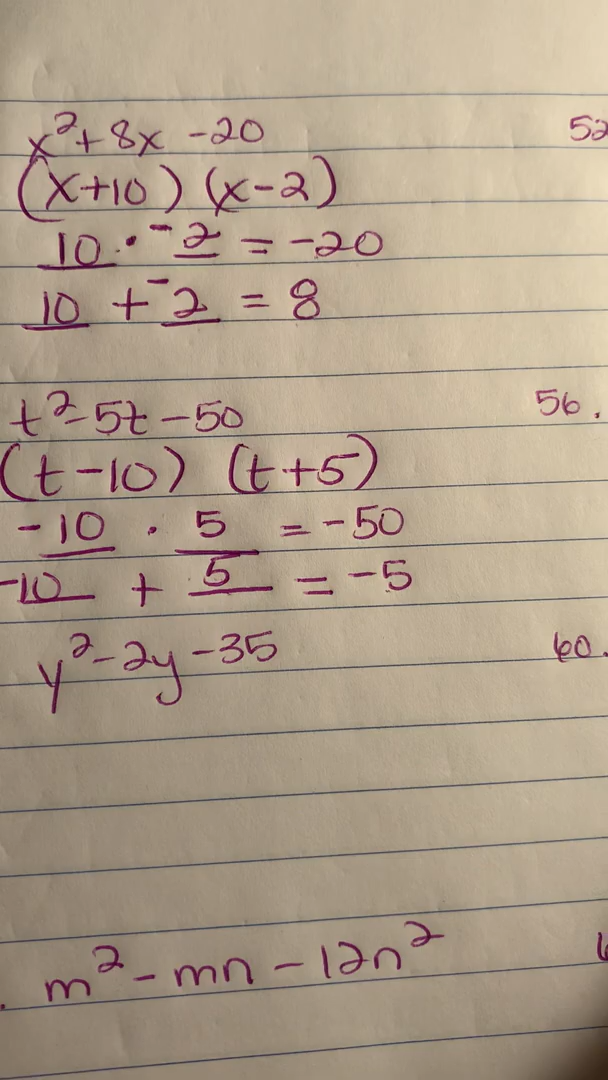 x²+8x -20
52
(x+10) (x-2)
10 · -2 = -20
10 + -2 = 8
t²-5t-50
56.
(t-10) (t+5)
-10 · 5 = -50
-10 + 5 = -5
y²-2y-35
60.
. m²-mn-12n²